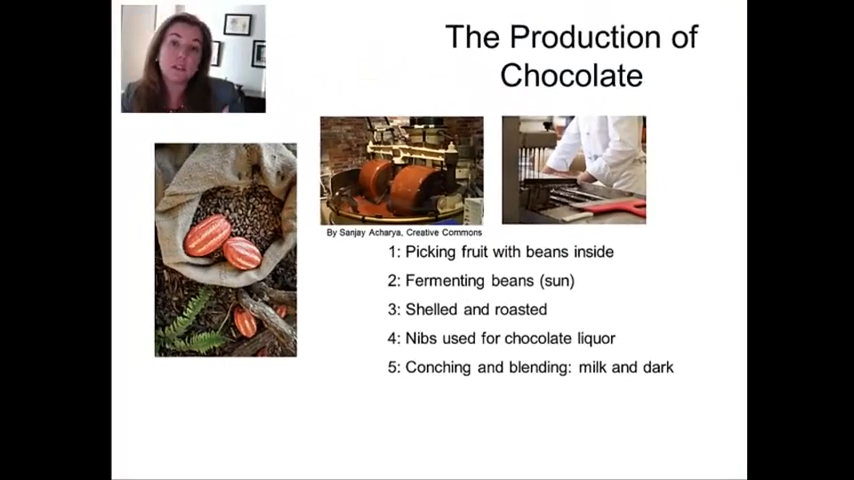 The Production of
Chocolate
By Sanjay Acharya, Creative Commons
1: Picking fruit with beans inside
2: Fermenting beans (sun)
3: Shelled and roasted
4: Nibs used for chocolate liquor
5: Conching and blending: milk and dark